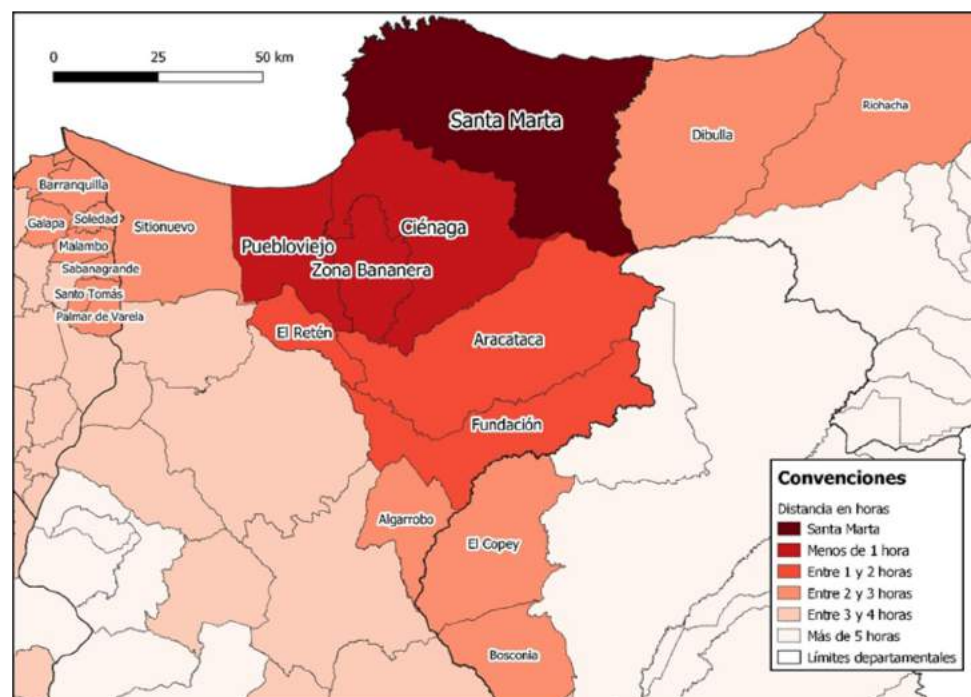 0 25 50 km
Santa Marta
Riohacha
Dibulla
Barranquilla
Galapa
Soledad
Sitionuevo
Ciénaga
Malambo
Puebloviejo
Sabanagrande
Zona Bananera
Santo Tomás
Palmar de Varela
El Retén
Aracataca
Fundación
Algarrobo
El Copey
Bosconia
Convenciones
Distancia en horas
Santa Marta
Menos de 1 hora
Entre 1 y 2 horas
Entre 2 y 3 horas
Entre 3 y 4 horas
Más de 5 horas
Límites departamentales